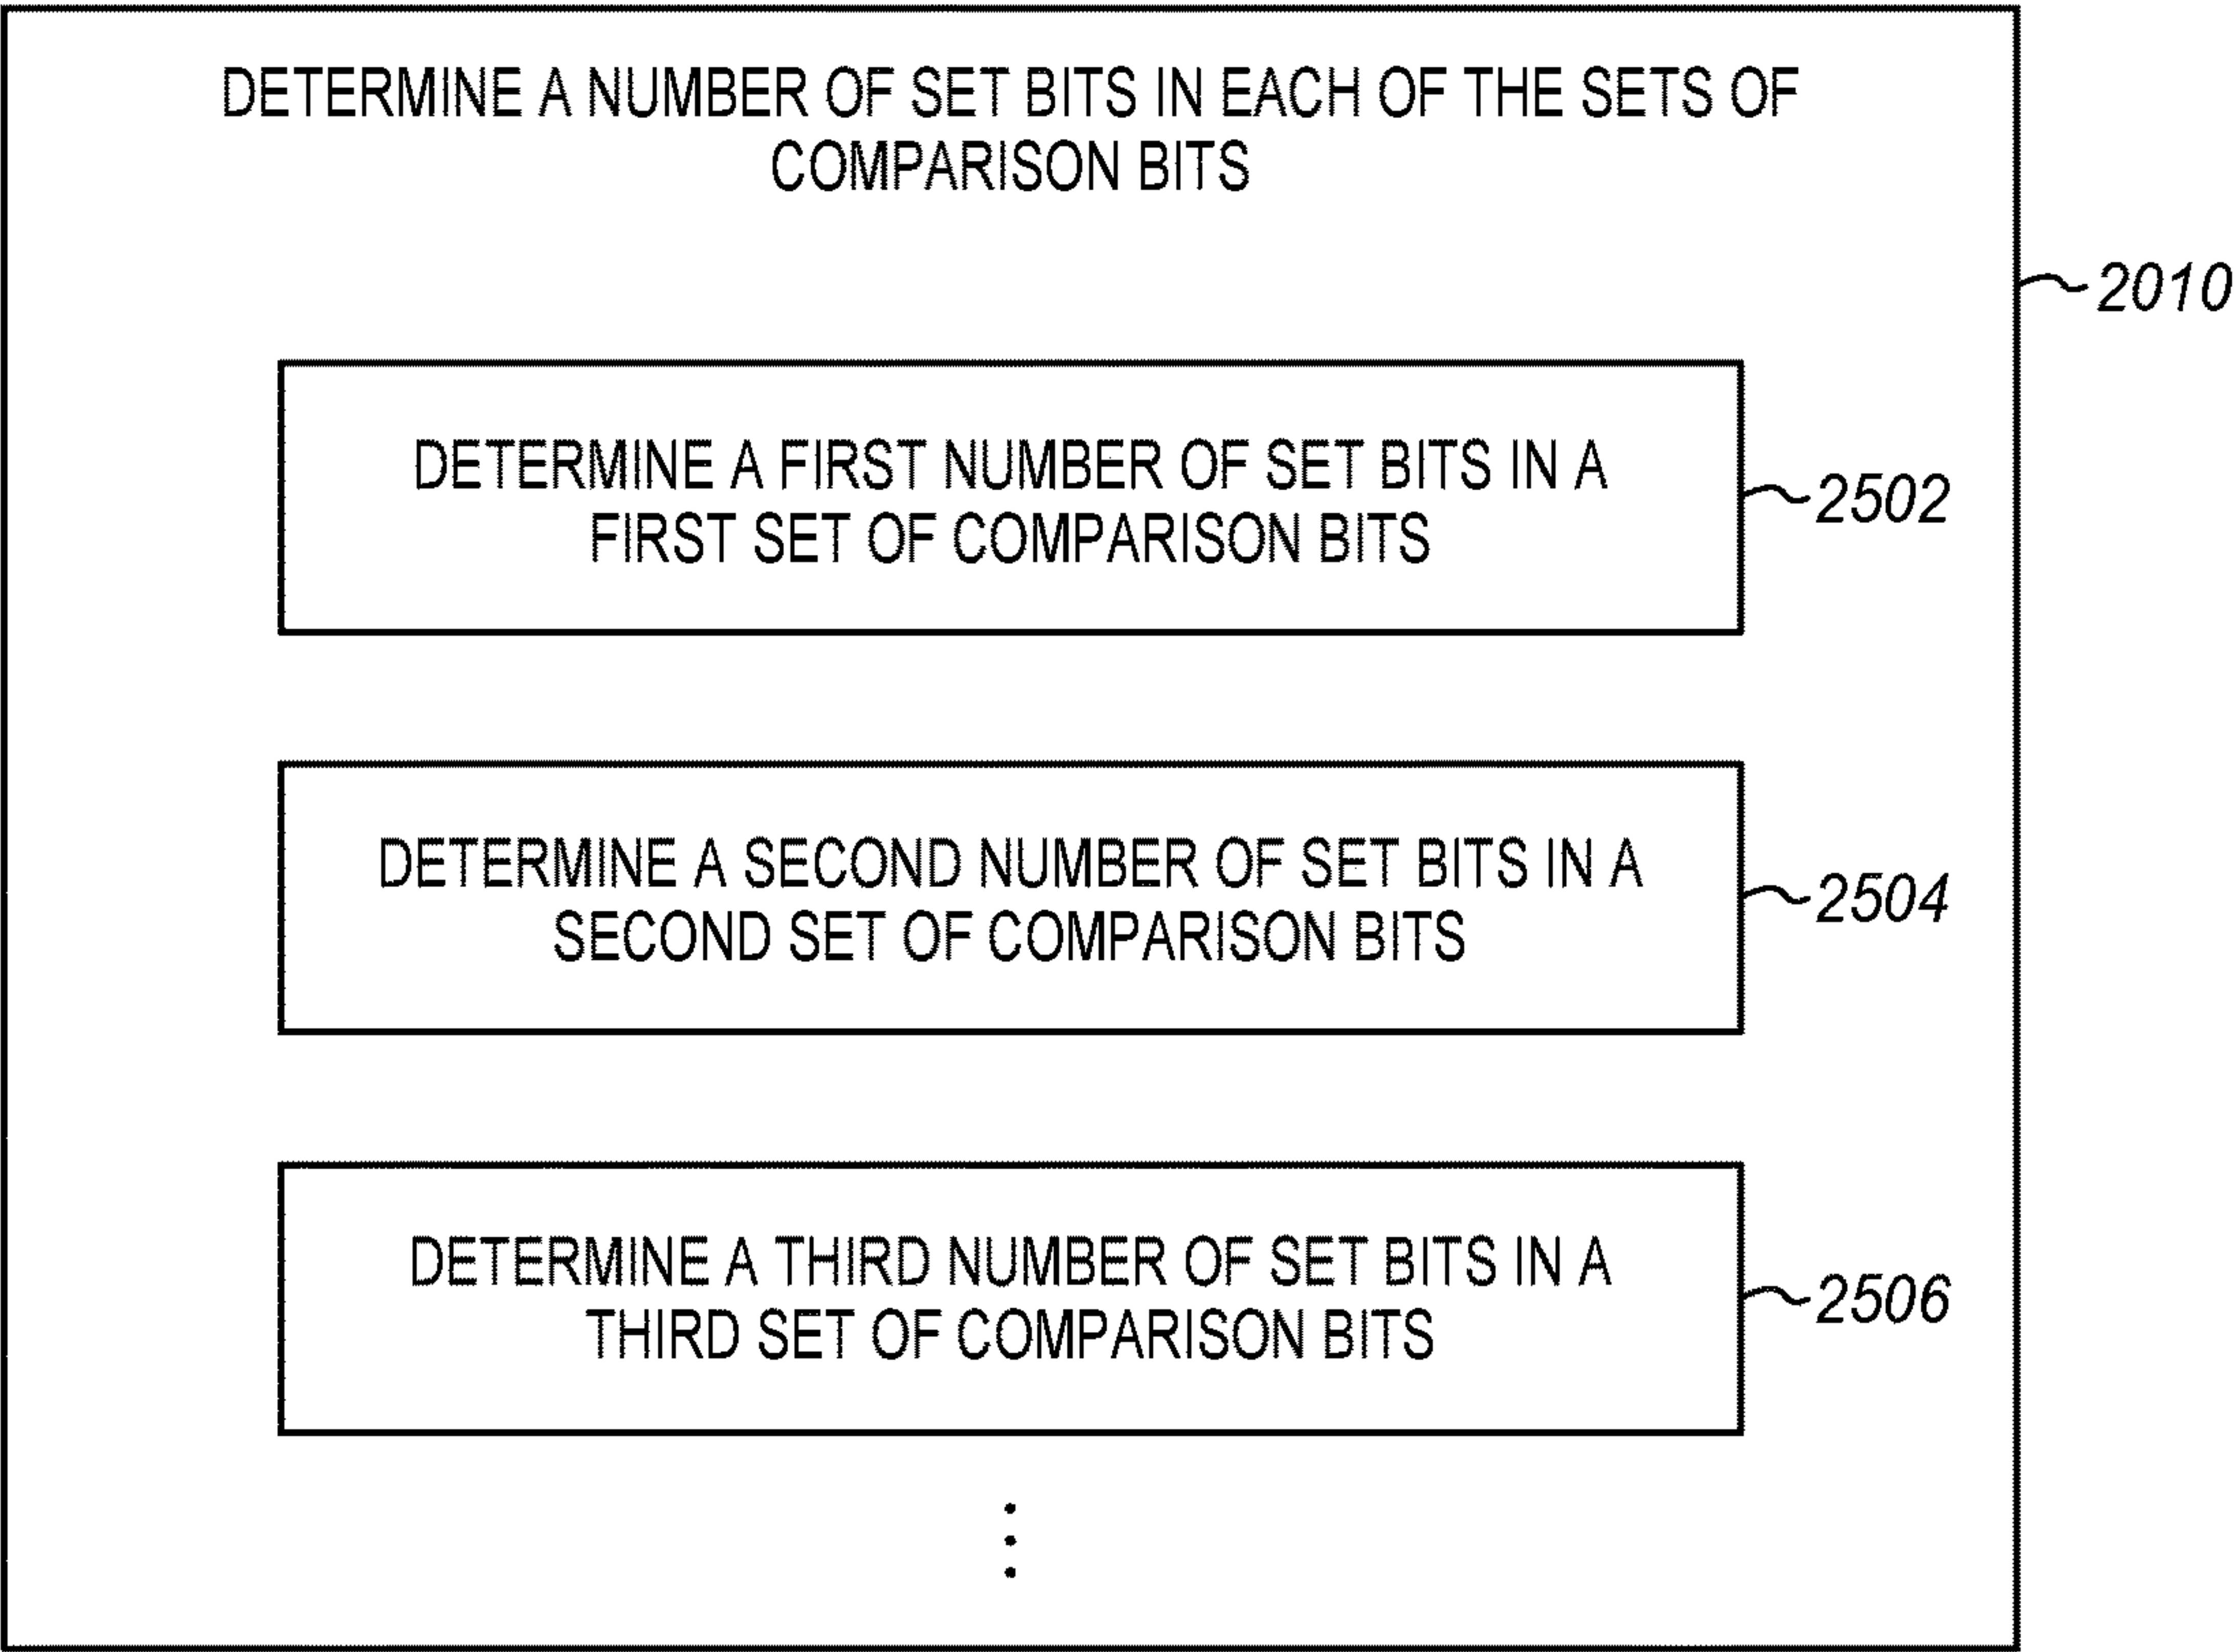 DETERMINE A NUMBER OF SET BITS IN EACH OF THE SETS OF
COMPARISON BITS
2010
DETERMINE A FIRST NUMBER OF SET BITS IN A
FIRST SET OF COMPARISON BITS
2502
DETERMINE A SECOND NUMBER OF SET BITS IN A
SECOND SET OF COMPARISON BITS
2504
DETERMINE A THIRD NUMBER OF SET BITS IN A
THIRD SET OF COMPARISON BITS
2506